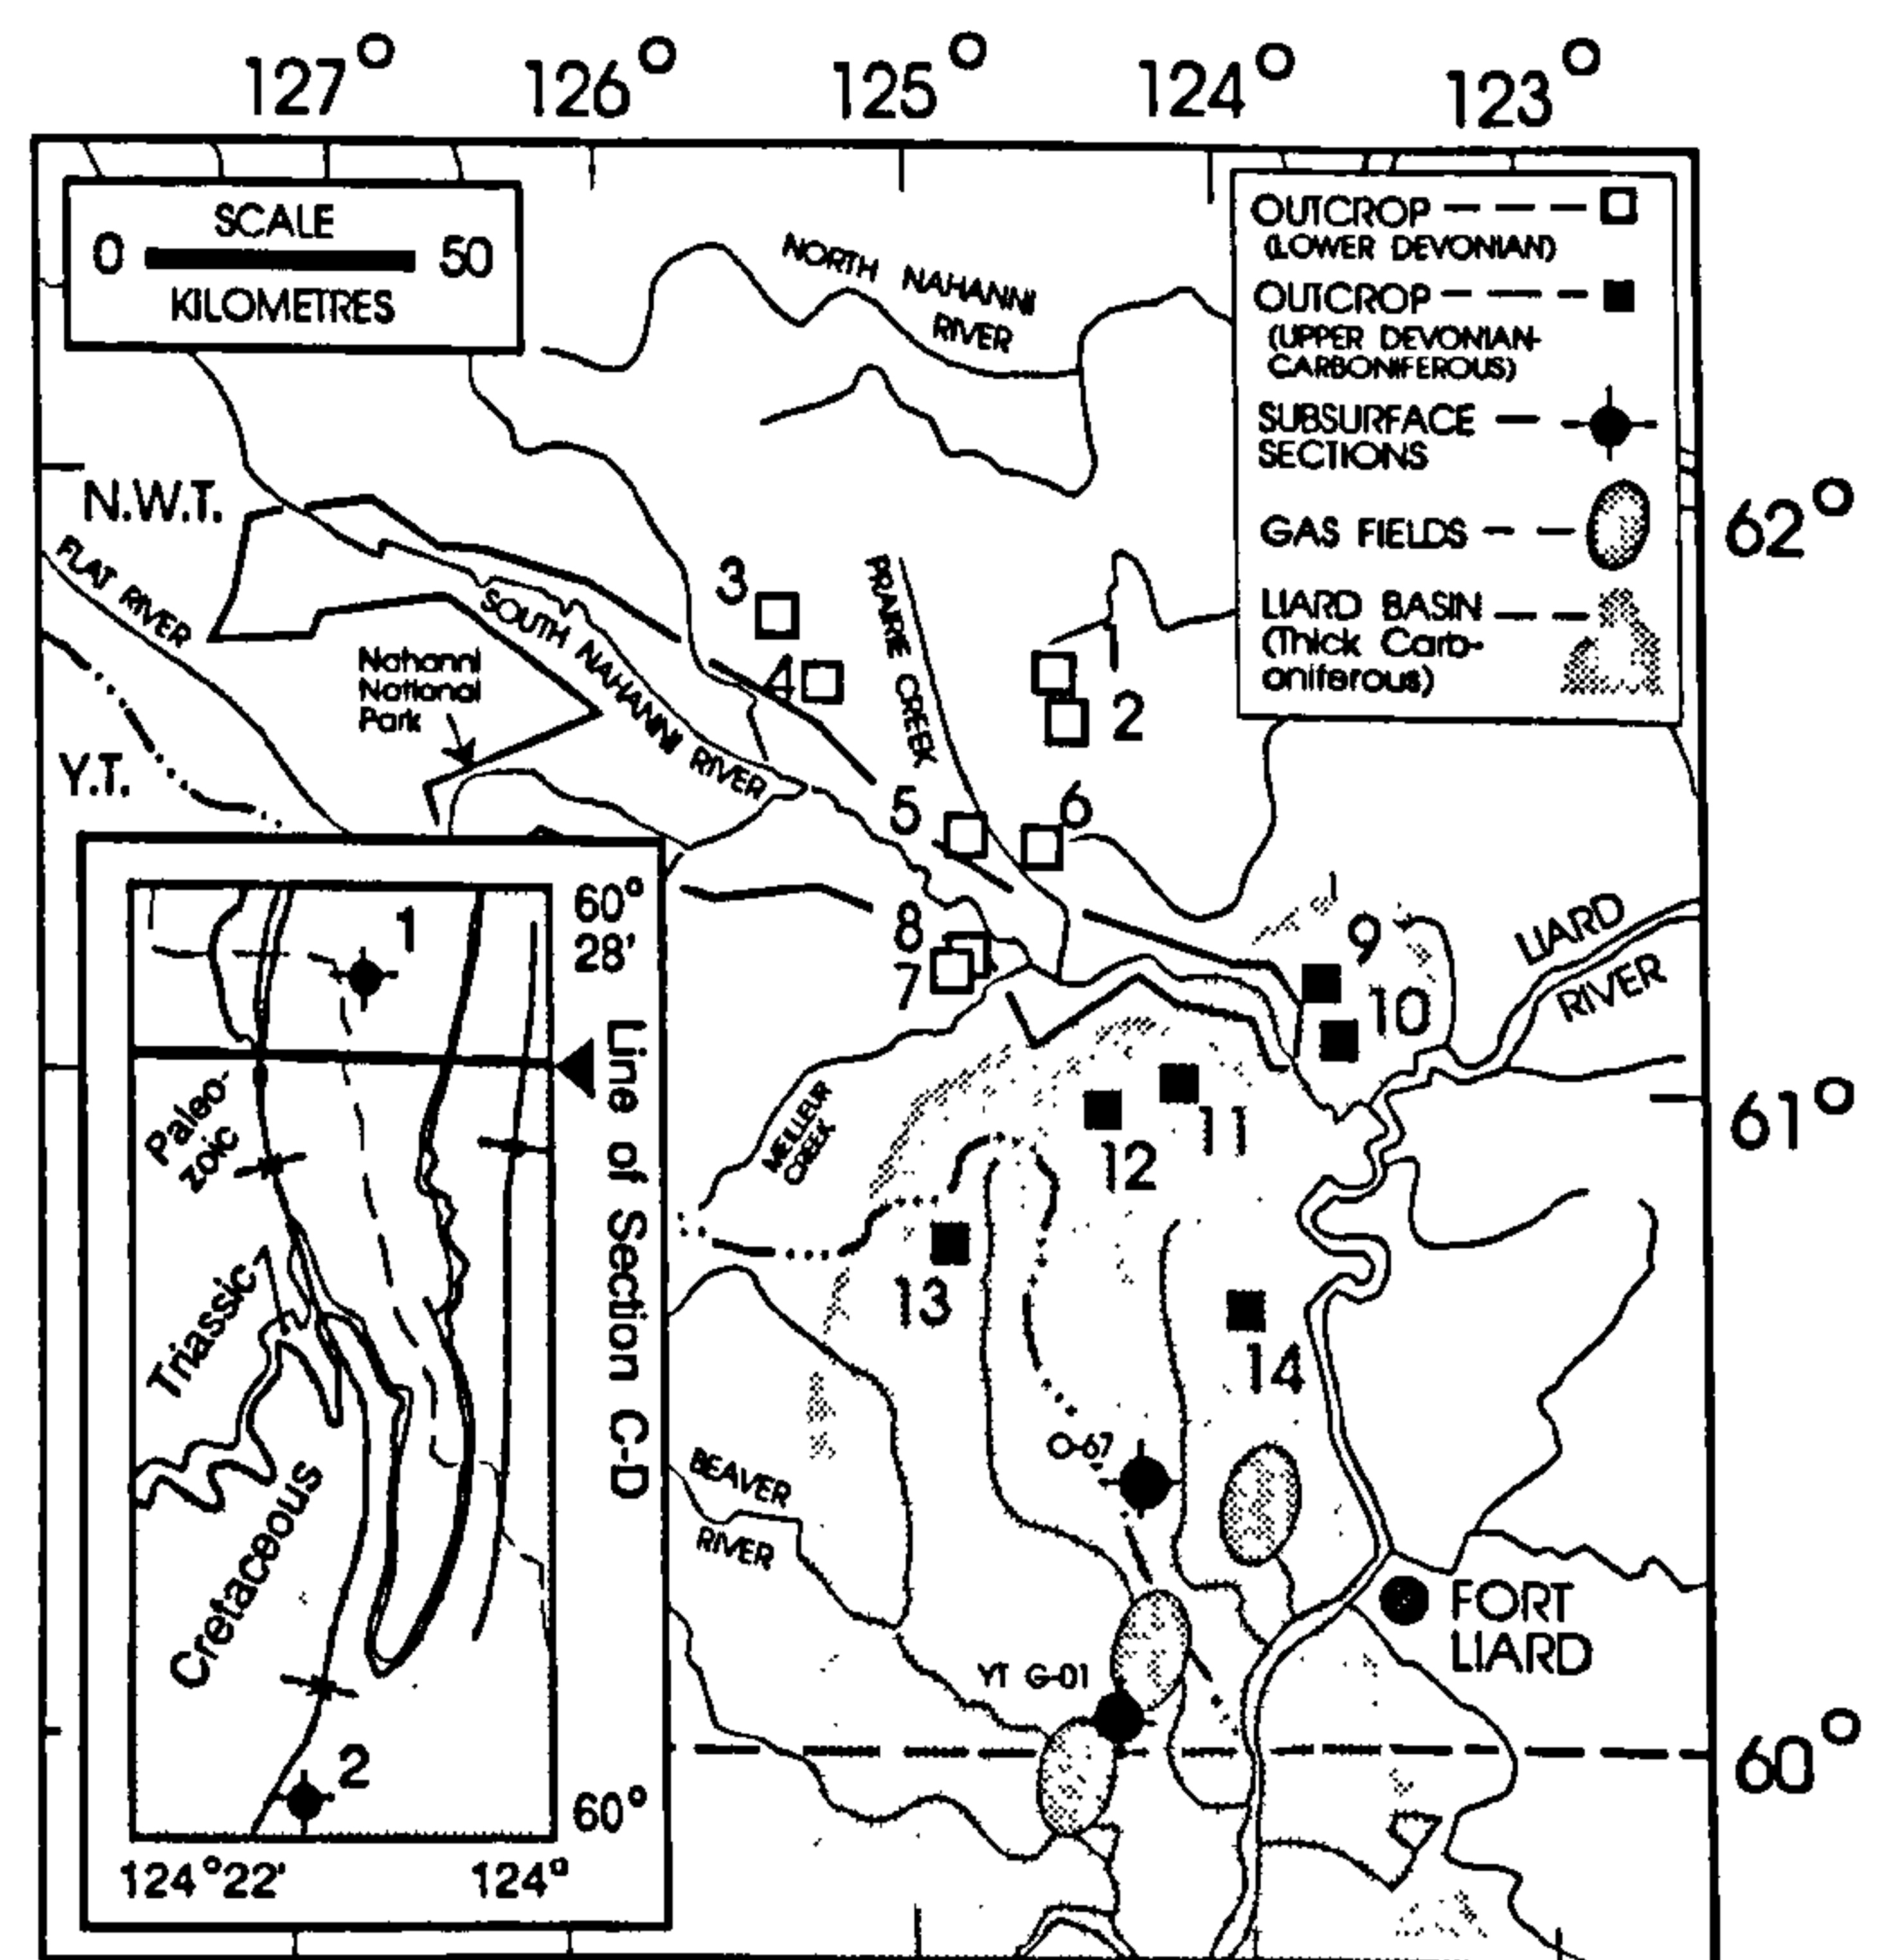 127° 126° 125° 124° 123°
SCALE
0 50
KILOMETRES
NORTH NAHANNI
RIVER
OUTCROP
(LOWER DEVONIAN)
OUTCROP
(UPPER DEVONIAN-
CARBONIFEROUS)
SUBSURFACE
SECTIONS
GAS FIELDS
LIARD BASIN
(Thick Carb-
oniferous)
62°
61°
60°
N.W.T.
FLAT RIVER
Y.T.
Nahanni
National
Park
SOUTH NAHANNI RIVER
PRAIRIE CREEK
3
4
1
2
5
6
8
7
9
10
11
12
13
14
LIARD
RIVER
MEILLEUR
CREEK
BEAVER
RIVER
O-67
YT G-01
FORT
LIARD
60°
28'
1
Line of Section C-D
Paleo-
zoic
Triassic
Cretaceous
2
60°
124°22' 124°